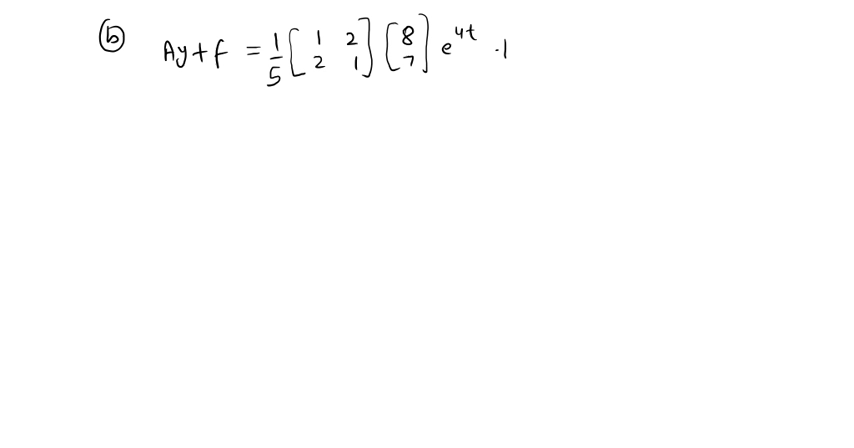 ⓑ Ay+f = 1/5 [1 2; 2 1] [8; 7] e^4t ·1